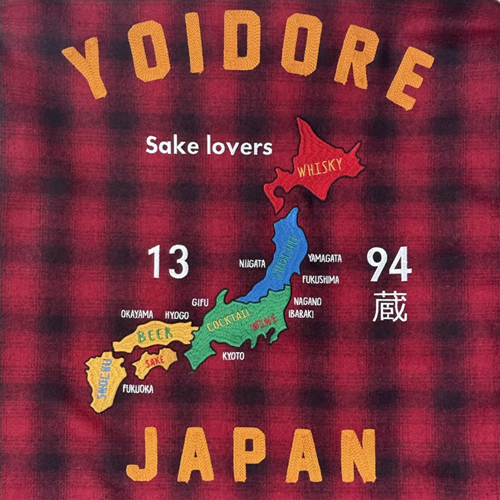 YOIDORE
Sake lovers
WHISKY
13
94
蔵
NIIGATA
YAMAGATA
FUKUSHIMA
GIFU
NAGANO
IBARAKI
OKAYAMA
HYOGO
COCKTAIL
WINE
BEER
KYOTO
SAKE
SHOCHU
FUKUOKA
JAPAN